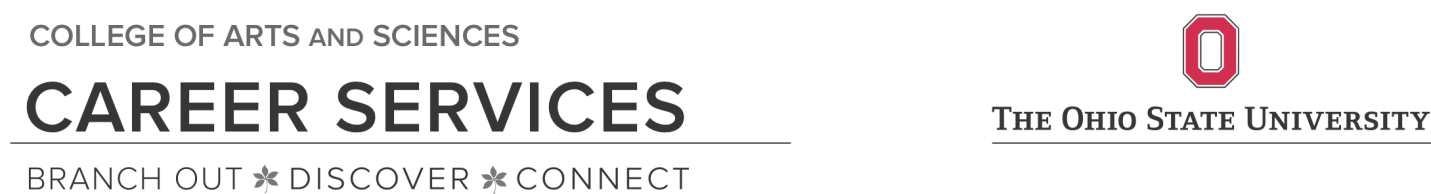 COLLEGE OF ARTS AND SCIENCES
CAREER SERVICES
BRANCH OUT DISCOVER CONNECT
O
THE OHIO STATE UNIVERSITY